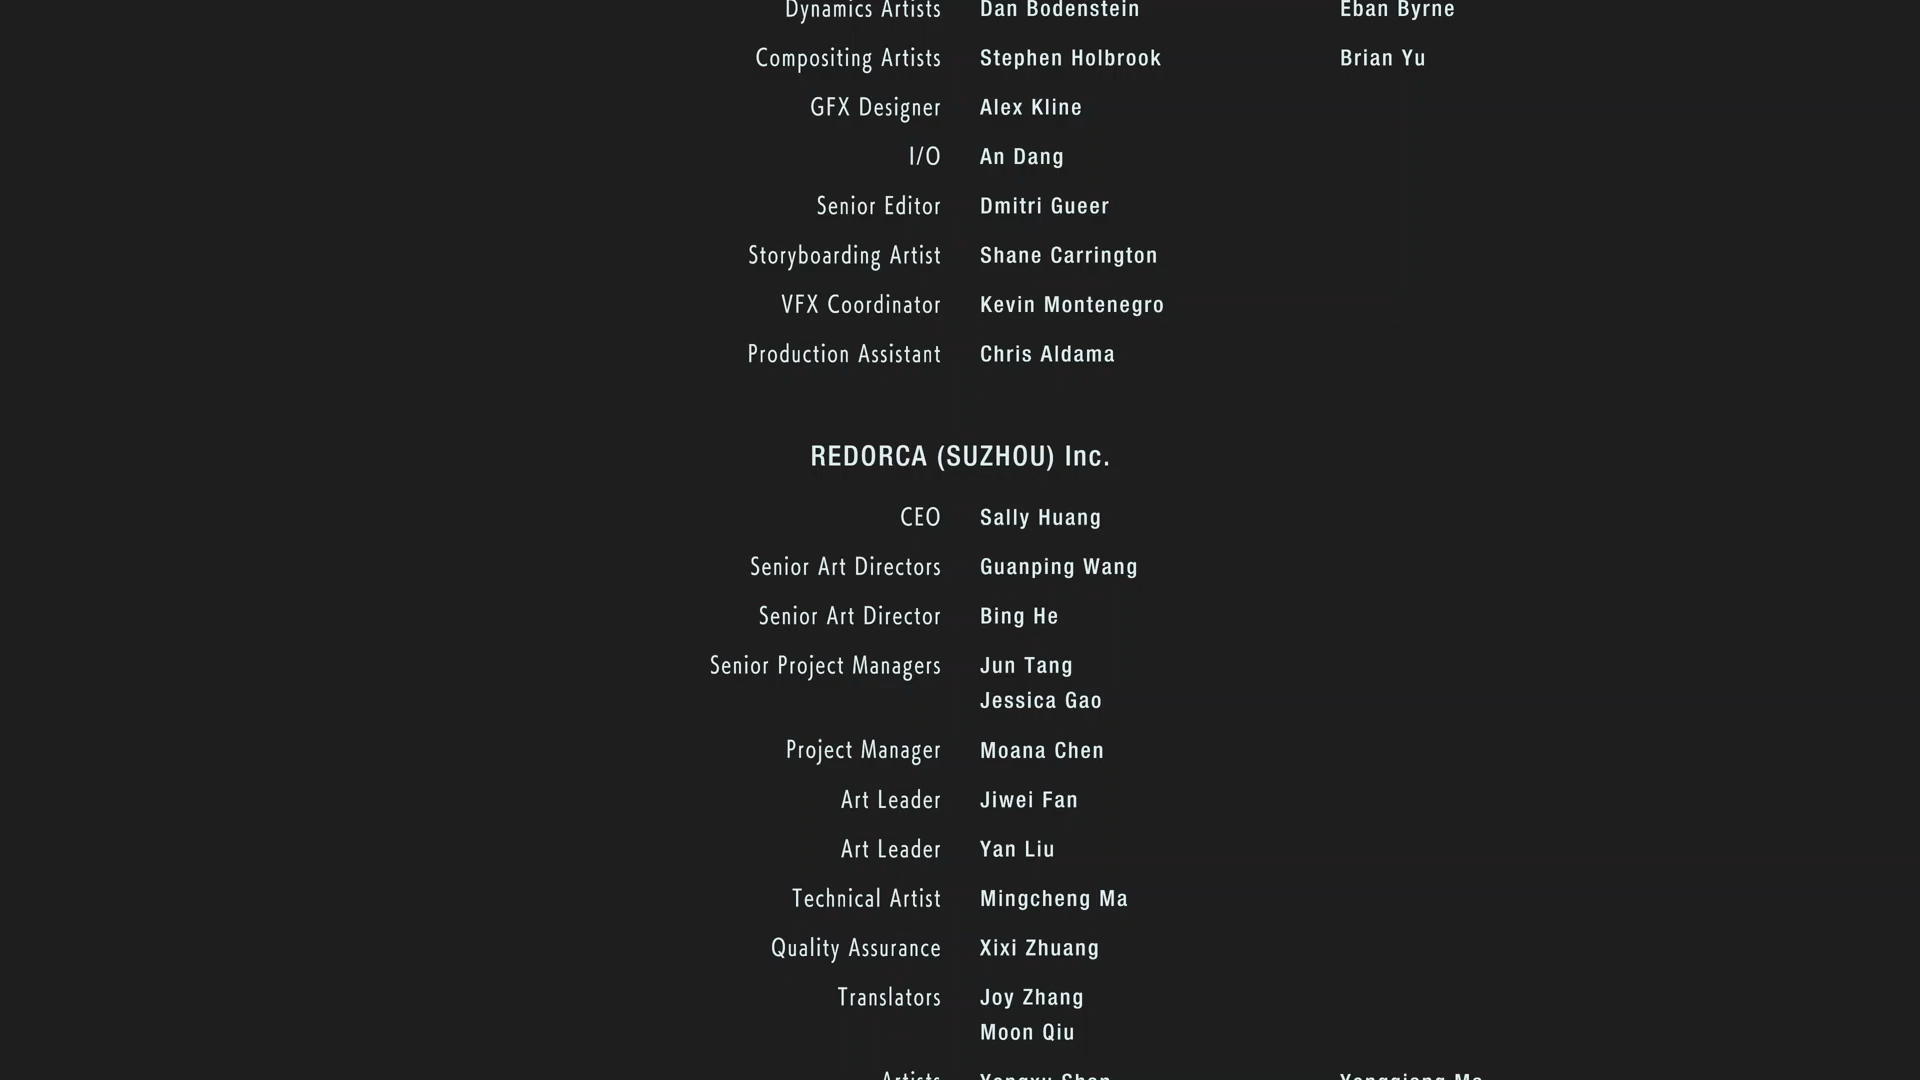 Dynamics Artists Dan Bodenstein Eban Byrne
Compositing Artists Stephen Holbrook Brian Yu
GFX Designer Alex Kline
I/O An Dang
Senior Editor Dmitri Gueer
Storyboarding Artist Shane Carrington
VFX Coordinator Kevin Montenegro
Production Assistant Chris Aldama
REDORCA (SUZHOU) Inc.
CEO Sally Huang
Senior Art Directors Guanping Wang
Senior Art Director Bing He
Senior Project Managers Jun Tang
Jessica Gao
Project Manager Moana Chen
Art Leader Jiwei Fan
Art Leader Yan Liu
Technical Artist Mingcheng Ma
Quality Assurance Xixi Zhuang
Translators Joy Zhang
Moon Qiu
Artists